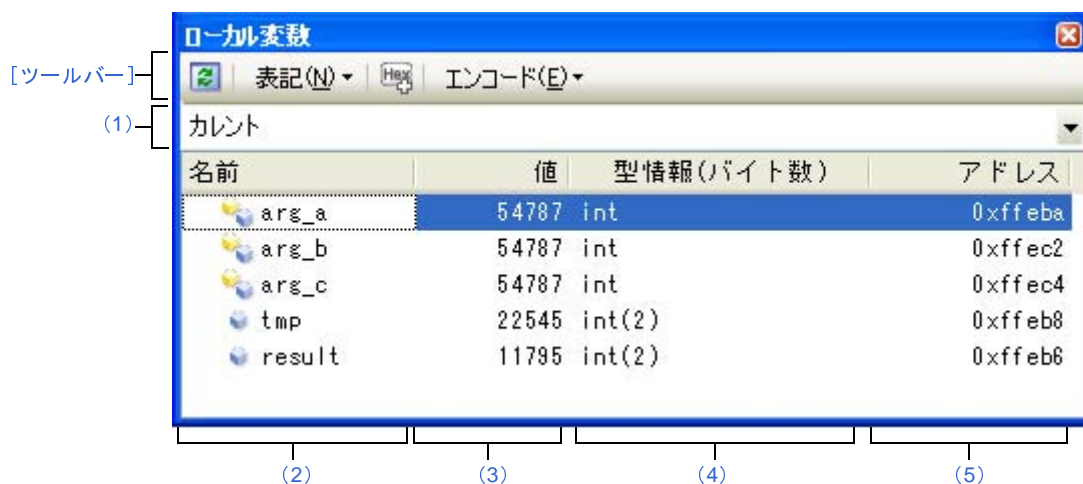 ローカル変数
[ツールバー]
表記(N) Hex エンコード(E)
(1)
カレント
名前 値 型情報(バイト数) アドレス
arg_a 54787 int 0xffeba
arg_b 54787 int 0xffec2
arg_c 54787 int 0xffec4
tmp 22545 int(2) 0xffeb8
result 11795 int(2) 0xffeb6
(2) (3) (4) (5)